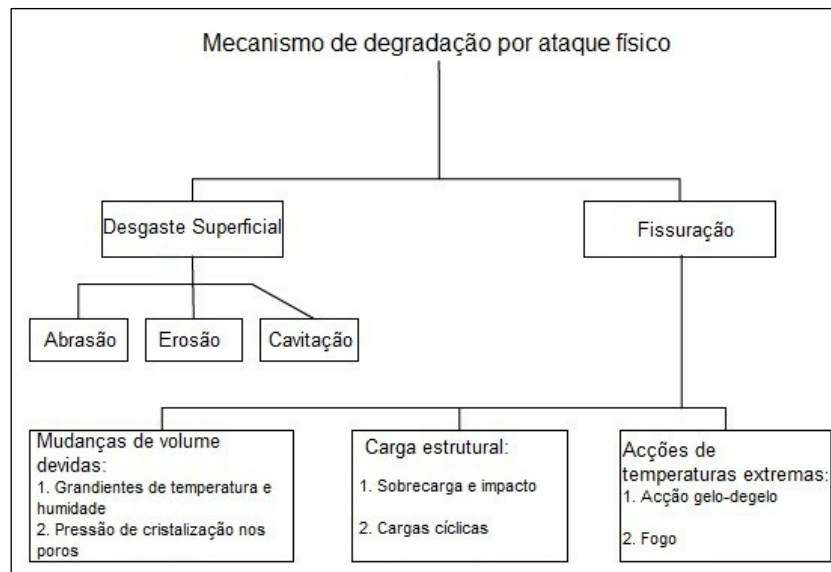 Mecanismo de degradação por ataque físico
Desgaste Superficial
Fissuração
Abrasão
Erosão
Cavitação
Mudanças de volume
devidas:
1. Grandientes de temperatura e
humidade
2. Pressão de cristalização nos
poros
Carga estrutural:
1. Sobrecarga e impacto
2. Cargas cíclicas
Acções de
temperaturas extremas:
1. Acção gelo-degelo
2. Fogo